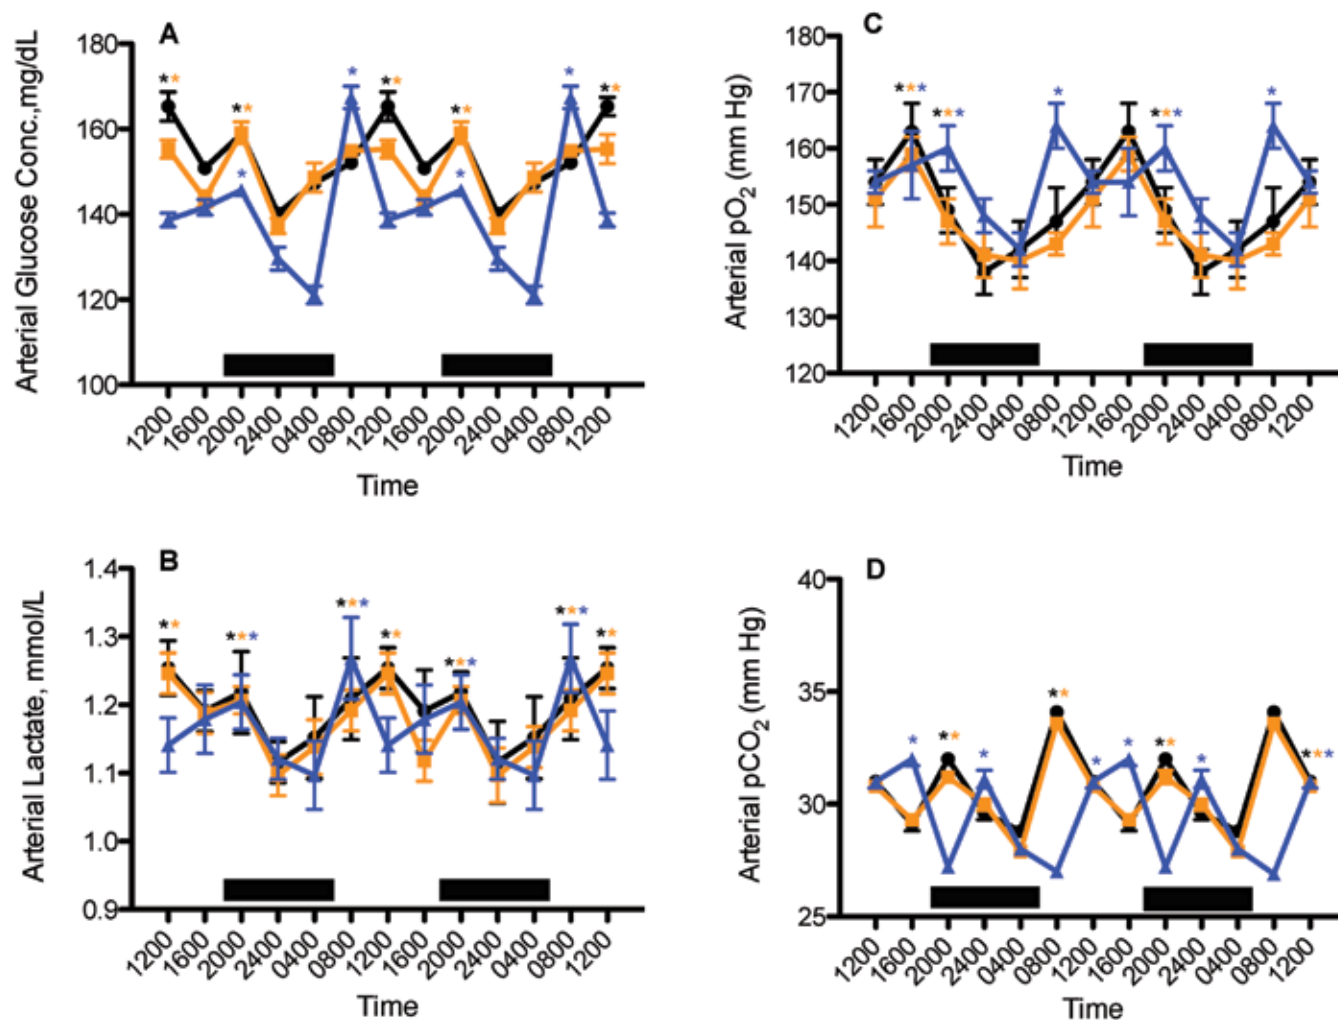 A
Arterial Glucose Conc.,mg/dL
180
160
140
120
100
** ** * * ** ** * * **
1200 1600 2000 2400 0400 0800 1200 1600 2000 2400 0400 0800 1200
Time
B
Arterial Lactate, mmol/L
1.4
1.3
1.2
1.1
1.0
0.9
** *** *** ** *** *** **
1200 1600 2000 2400 0400 0800 1200 1600 2000 2400 0400 0800 1200
Time
C
Arterial pO2 (mm Hg)
180
170
160
150
140
130
120
*** *** * *** *
1200 1600 2000 2400 0400 0800 1200 1600 2000 2400 0400 0800 1200
Time
D
Arterial pCO2 (mm Hg)
40
35
30
25
* ** * ** * * ** * ***
1200 1600 2000 2400 0400 0800 1200 1600 2000 2400 0400 0800 1200
Time